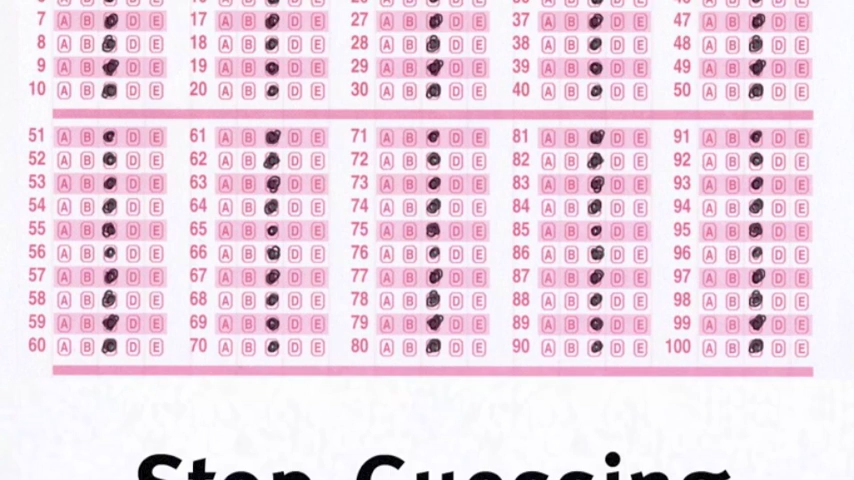 7 A B D E 17 A B D E 27 A B D E 37 A B D E 47 A B D E
8 A B D E 18 A B D E 28 A B D E 38 A B D E 48 A B D E
9 A B D E 19 A B D E 29 A B D E 39 A B D E 49 A B D E
10 A B D E 20 A B D E 30 A B D E 40 A B D E 50 A B D E
51 A B D E 61 A B D E 71 A B D E 81 A B D E 91 A B D E
52 A B D E 62 A B D E 72 A B D E 82 A B D E 92 A B D E
53 A B D E 63 A B D E 73 A B D E 83 A B D E 93 A B D E
54 A B D E 64 A B D E 74 A B D E 84 A B D E 94 A B D E
55 A B D E 65 A B D E 75 A B D E 85 A B D E 95 A B D E
56 A B D E 66 A B D E 76 A B D E 86 A B D E 96 A B D E
57 A B D E 67 A B D E 77 A B D E 87 A B D E 97 A B D E
58 A B D E 68 A B D E 78 A B D E 88 A B D E 98 A B D E
59 A B D E 69 A B D E 79 A B D E 89 A B D E 99 A B D E
60 A B D E 70 A B D E 80 A B D E 90 A B D E 100 A B D E
Stop Guessing